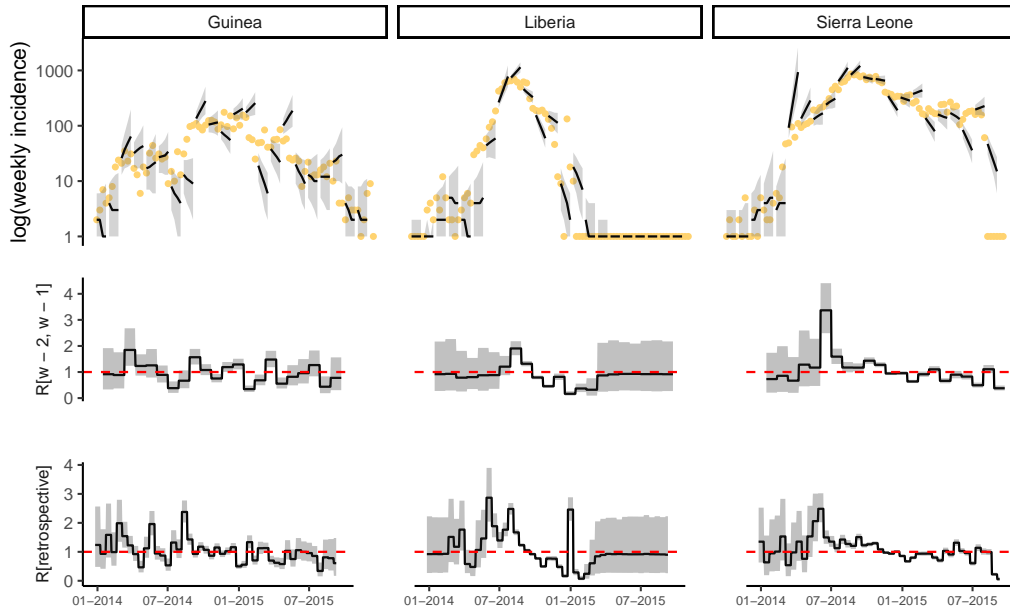 Guinea Liberia Sierra Leone
log(weekly incidence)
1000
100
10
1
R[w − 2, w − 1]
4
3
2
1
0
R[retrospective]
4
3
2
1
0
01−2014 07−2014 01−2015 07−2015 01−2014 07−2014 01−2015 07−2015 01−2014 07−2014 01−2015 07−2015